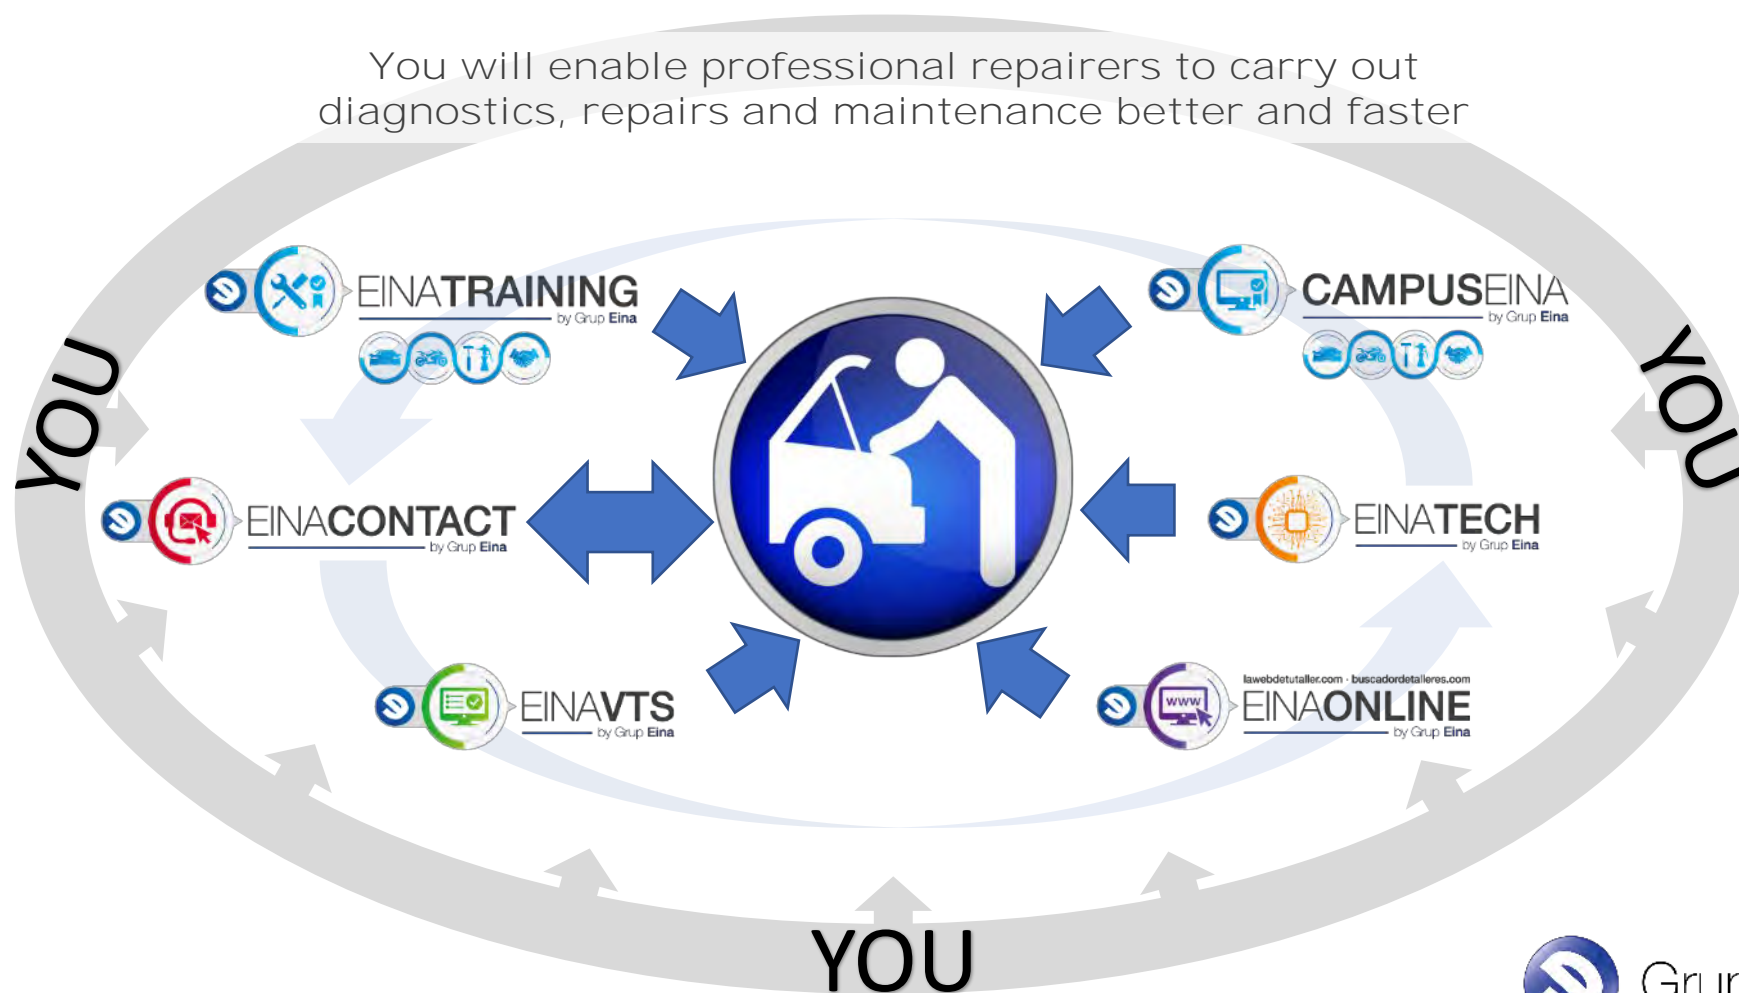 You will enable professional repairers to carry out
diagnostics, repairs and maintenance better and faster
EINATRAINING
by Grup Eina
CAMPUSEINA
by Grup Eina
YOU
YOU
EINACONTACT
by Grup Eina
EINATECH
by Grup Eina
EINAVTS
by Grup Eina
lawebdetutaller.com - buscadordetalleres.com
www
EINAONLINE
by Grup Eina
YOU
Grup